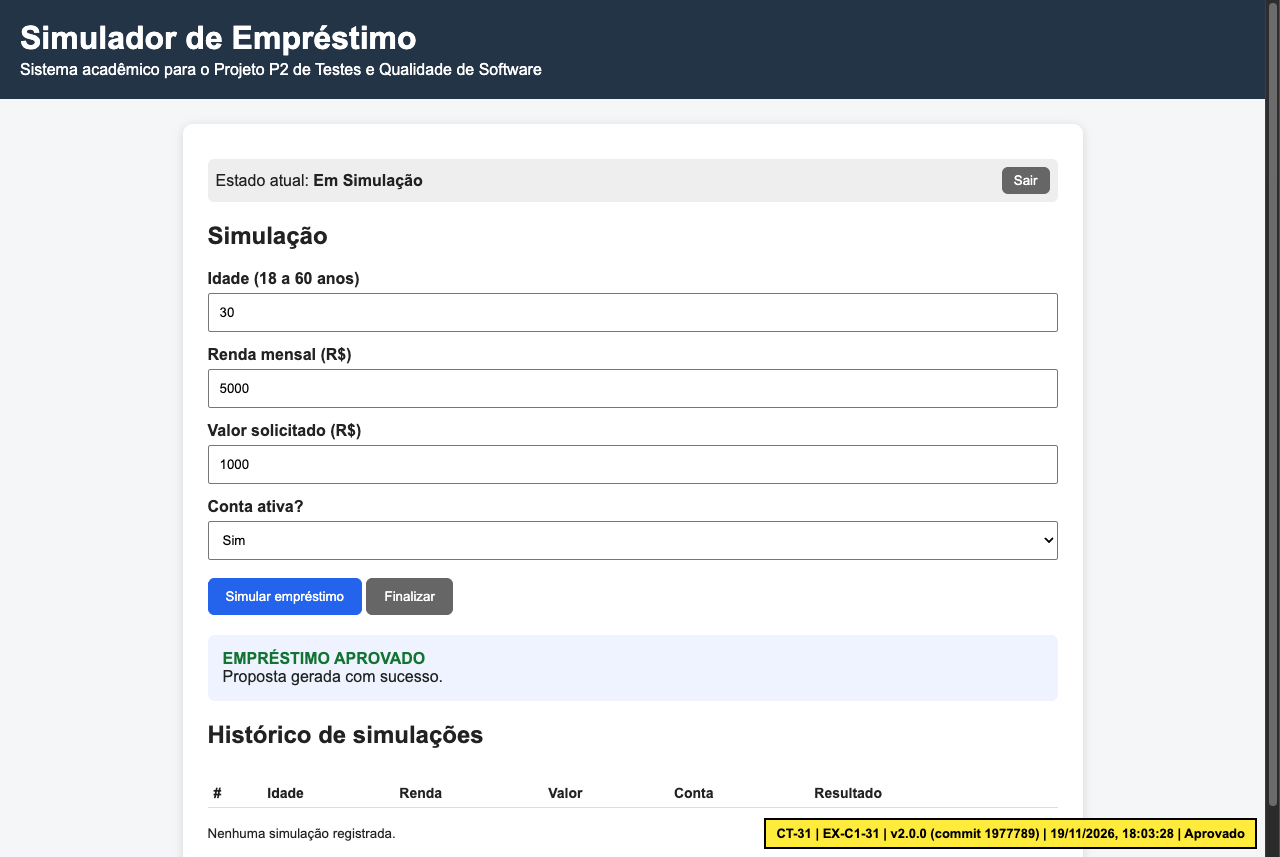 Simulador de Empréstimo
Sistema acadêmico para o Projeto P2 de Testes e Qualidade de Software
Estado atual: Em Simulação
Sair
Simulação
Idade (18 a 60 anos)
30
Renda mensal (R$)
5000
Valor solicitado (R$)
1000
Conta ativa?
Sim
Simular empréstimo
Finalizar
EMPRÉSTIMO APROVADO
Proposta gerada com sucesso.
Histórico de simulações
# Idade Renda Valor Conta Resultado
Nenhuma simulação registrada.
CT-31 | EX-C1-31 | v2.0.0 (commit 1977789) | 19/11/2026, 18:03:28 | Aprovado